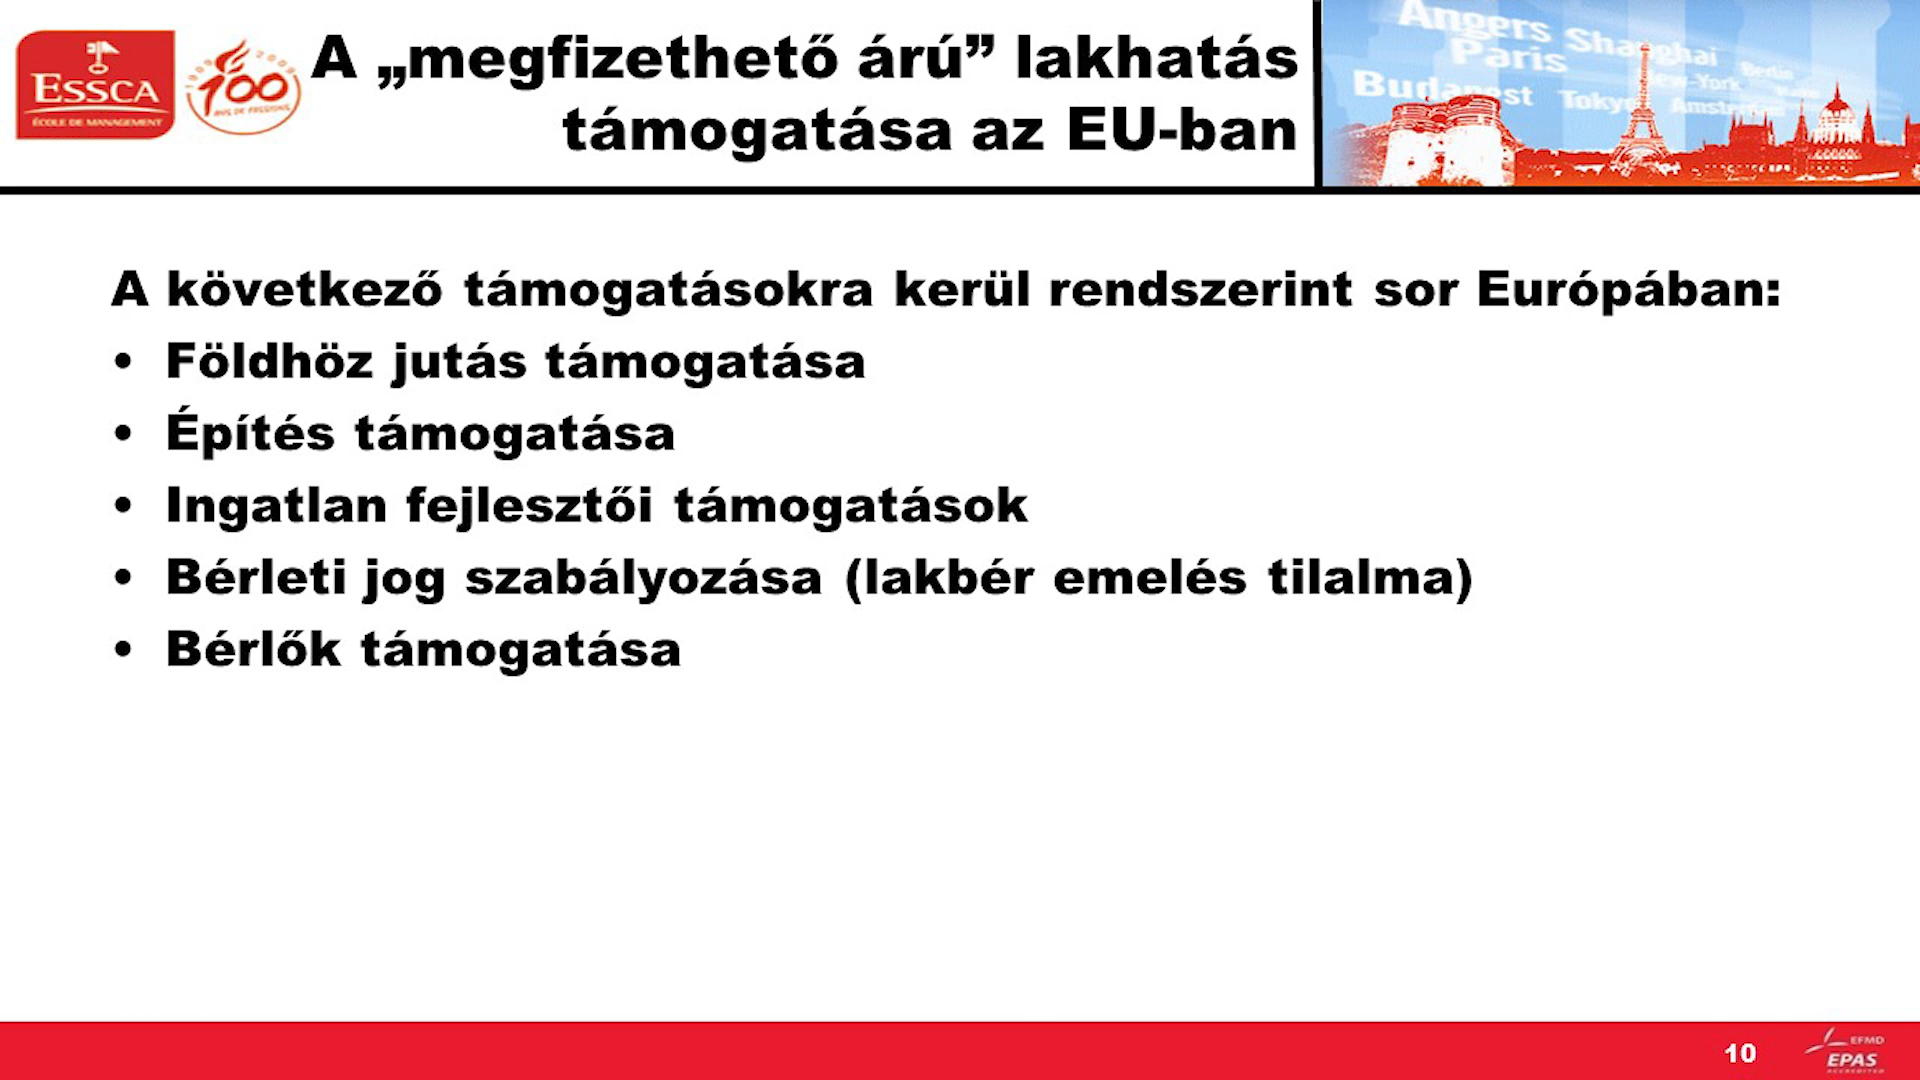 ESSCA
ÉCOLE DE MANAGEMENT
100
A „megfizethető árú” lakhatás
támogatása az EU-ban
Angers Shanghai
Paris
New-York Berlin
Budapest Tokyo Amsterdam
A következő támogatásokra kerül rendszerint sor Európában:
• Földhöz jutás támogatása
• Építés támogatása
• Ingatlan fejlesztői támogatások
• Bérleti jog szabályozása (lakbér emelés tilalma)
• Bérlők támogatása
10
EFMD
EPAS
ACCREDITED